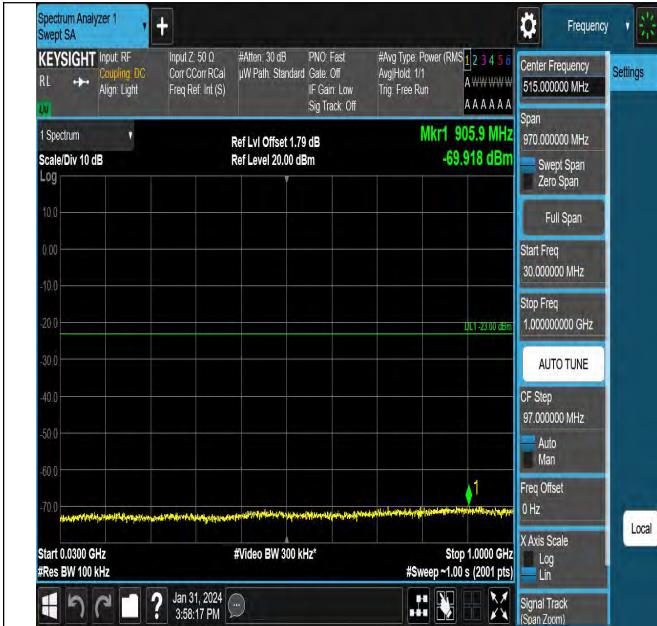 Spectrum Analyzer 1
Swept SA
+
Frequency
KEYSIGHT
RL
LXI
Input: RF
Coupling: DC
Align: Light
Input Z: 50 Ω
Corr CCorr RCal
Freq Ref: Int (S)
#Atten: 30 dB
µW Path: Standard
PNO: Fast
Gate: Off
IF Gain: Low
Sig Track: Off
#Avg Type: Power (RMS
Avg|Hold: 1/1
Trig: Free Run
1 2 3 4 5 6
A W W W W W
A A A A A A
1 Spectrum
Scale/Div 10 dB
Ref Lvl Offset 1.79 dB
Ref Level 20.00 dBm
Mkr1 905.9 MHz
-69.918 dBm
Log
10.0
0.00
-10.0
-20.0
-30.0
-40.0
-50.0
-60.0
-70.0
DL1 -23.00 dBm
1
Start 0.0300 GHz
#Res BW 100 kHz
#Video BW 300 kHz*
Stop 1.0000 GHz
#Sweep ~1.00 s (2001 pts)
?
Jan 31, 2024
3:58:17 PM
Center Frequency
515.000000 MHz
Settings
Span
970.000000 MHz
Swept Span
Zero Span
Full Span
Start Freq
30.000000 MHz
Stop Freq
1.000000000 GHz
AUTO TUNE
CF Step
97.000000 MHz
Auto
Man
Freq Offset
0 Hz
Local
X Axis Scale
Log
Lin
Signal Track
(Span Zoom)